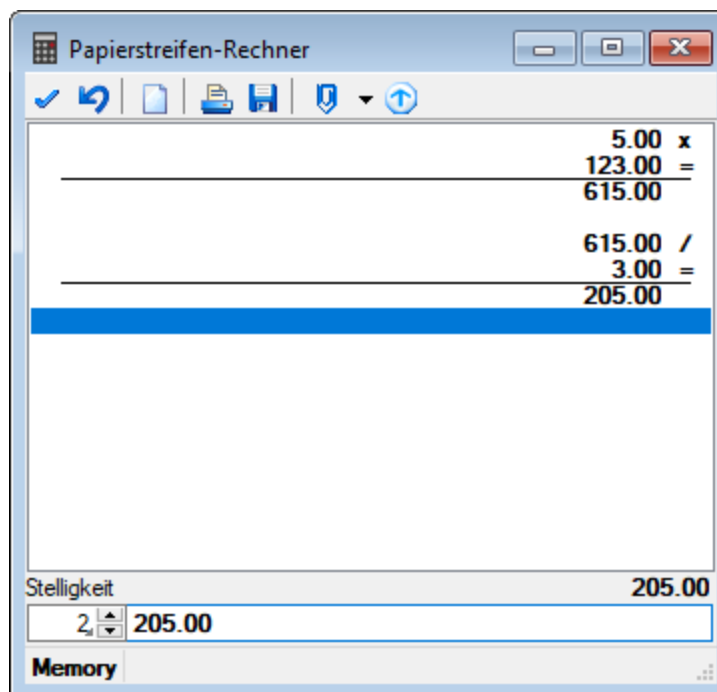 Papierstreifen-Rechner
5.00 x
123.00 =
615.00
615.00 /
3.00 =
205.00
Stelligkeit 205.00
2 205.00
Memory